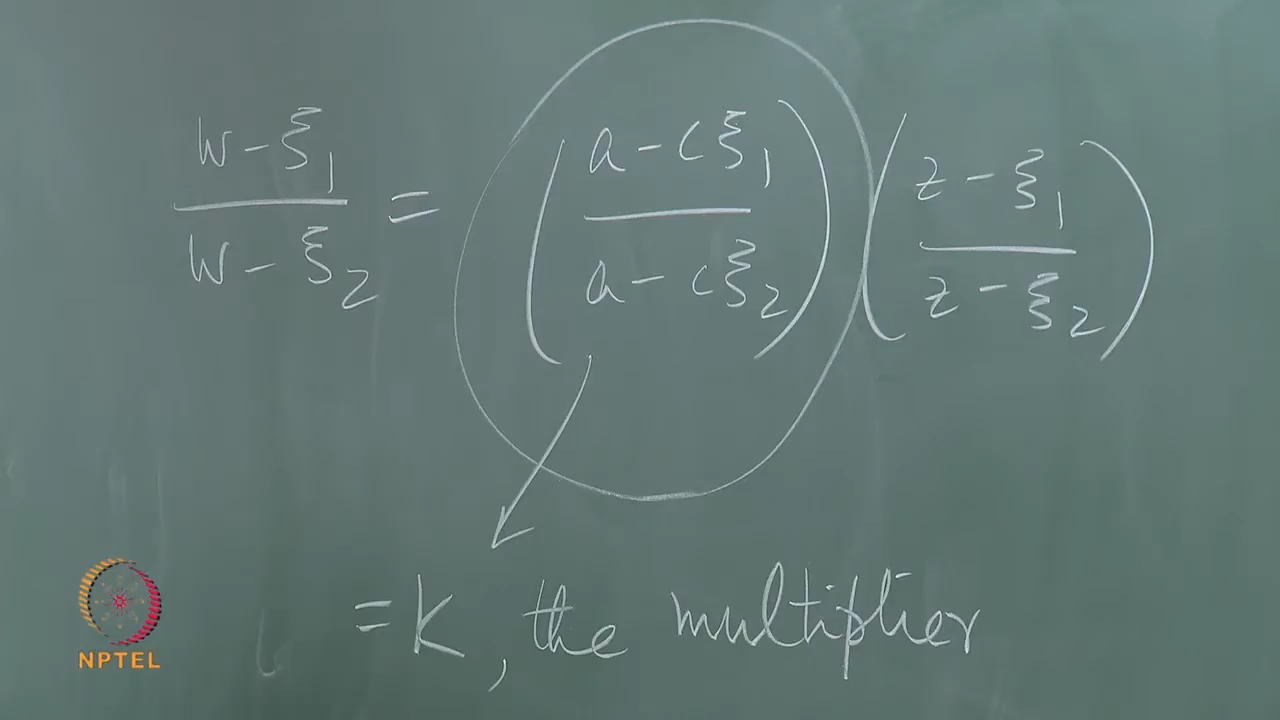 (w - ξ₁)/(w - ξ₂) = ((a - cξ₁)/(a - cξ₂)) ((z - ξ₁)/(z - ξ₂))
= K, the multiplier
NPTEL